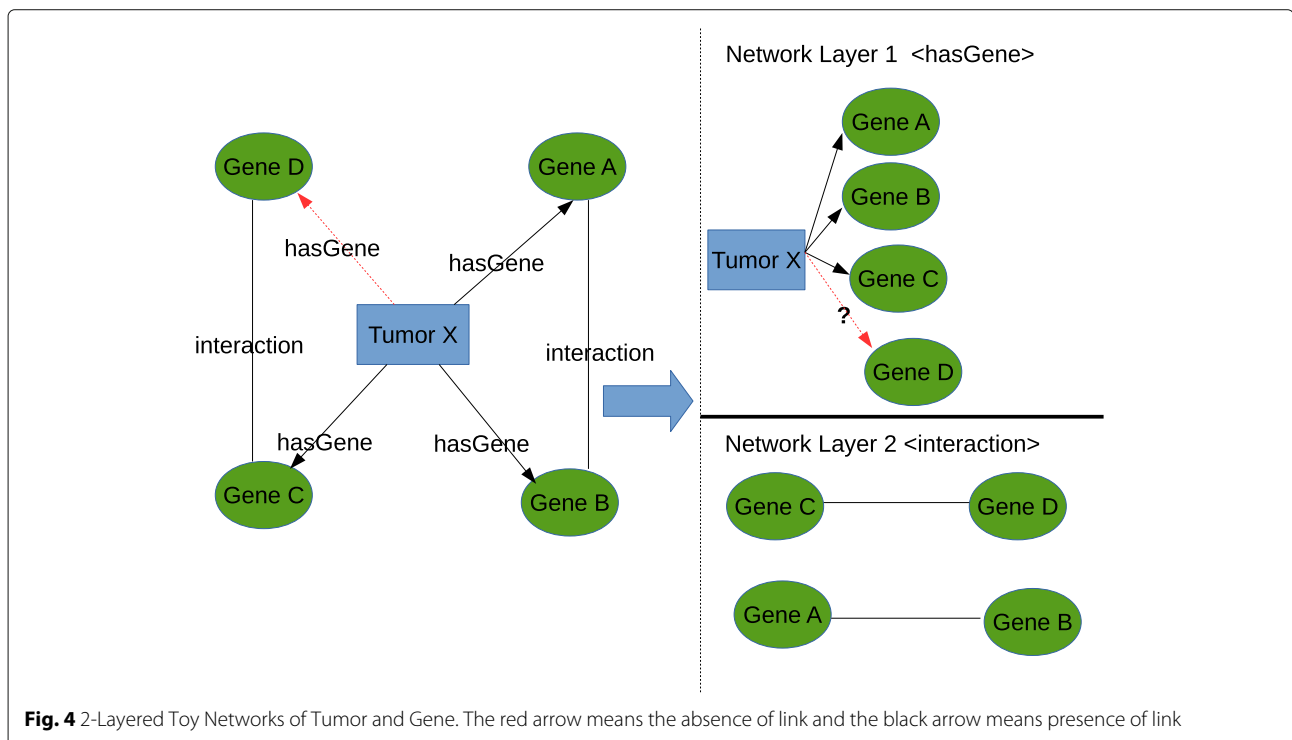 Gene D
Gene A
hasGene
hasGene
Tumor X
interaction
interaction
hasGene
hasGene
Gene C
Gene B
Network Layer 1 <hasGene>
Gene A
Gene B
Tumor X
Gene C
?
Gene D
Network Layer 2 <interaction>
Gene C
Gene D
Gene A
Gene B
Fig. 4 2-Layered Toy Networks of Tumor and Gene. The red arrow means the absence of link and the black arrow means presence of link